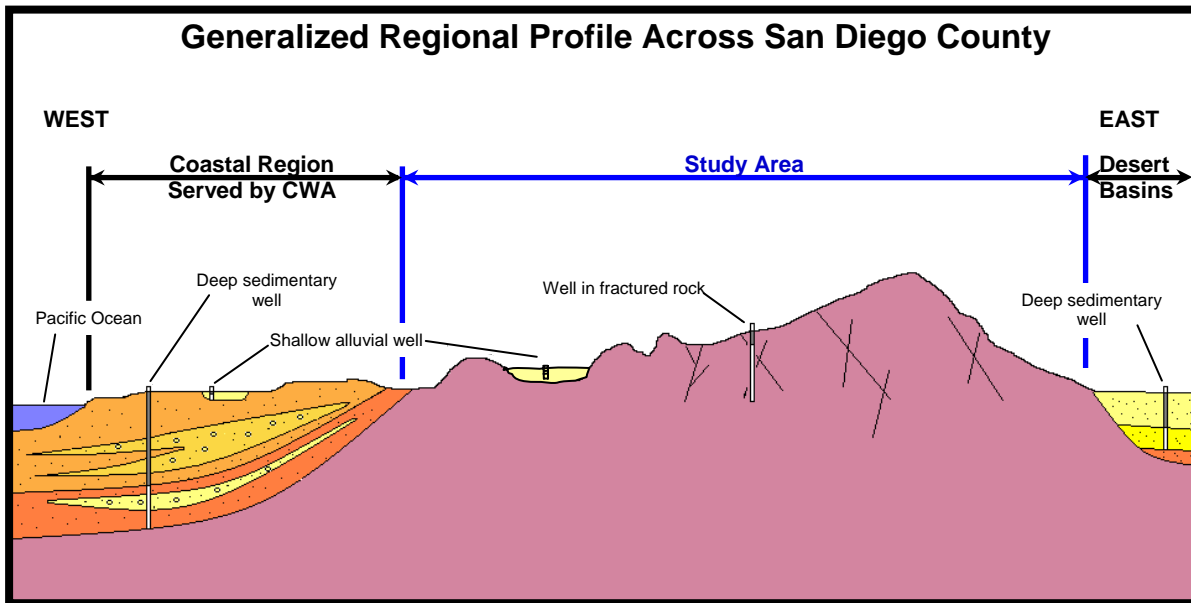 Generalized Regional Profile Across San Diego County
WEST
EAST
Coastal Region
Served by CWA
Study Area
Desert
Basins
Deep sedimentary
well
Well in fractured rock
Deep sedimentary
well
Pacific Ocean
Shallow alluvial well